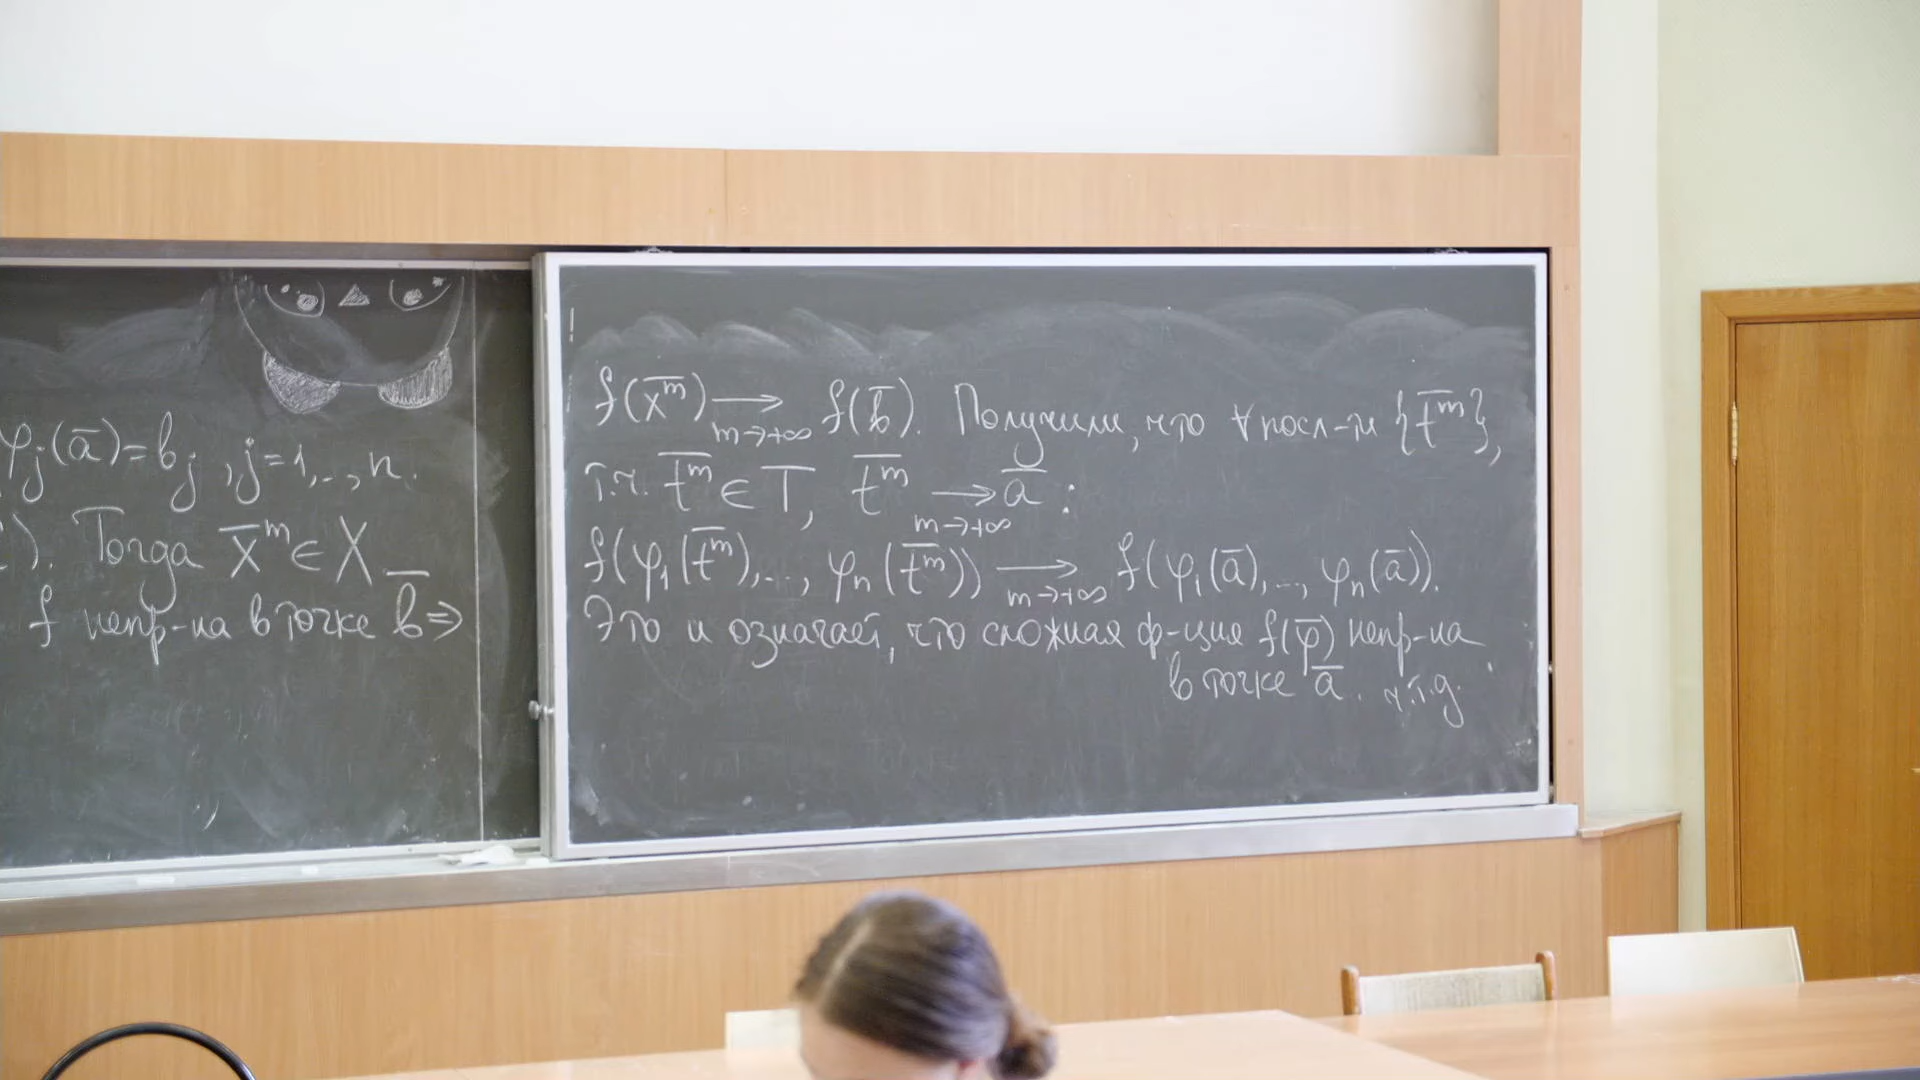 φⱼ(a̅)=bⱼ, j=1,..,n.
). Тогда x̅ᵐ∈X
f непр-на в точке b̅ ⇒
f(x̅ᵐ) ⟶ f(b̅). Получили, что ∀ посл-ти {t̅ᵐ},
m→+∞
т.ч. t̅ᵐ∈T, t̅ᵐ ⟶ a̅ :
m→+∞
f(φ₁(t̅ᵐ),..., φₙ(t̅ᵐ)) ⟶ f(φ₁(a̅),..., φₙ(a̅)).
m→+∞
Это и означает, что сложная ф-ция f(φ̅) непр-на
в точке a̅. ч.т.д.